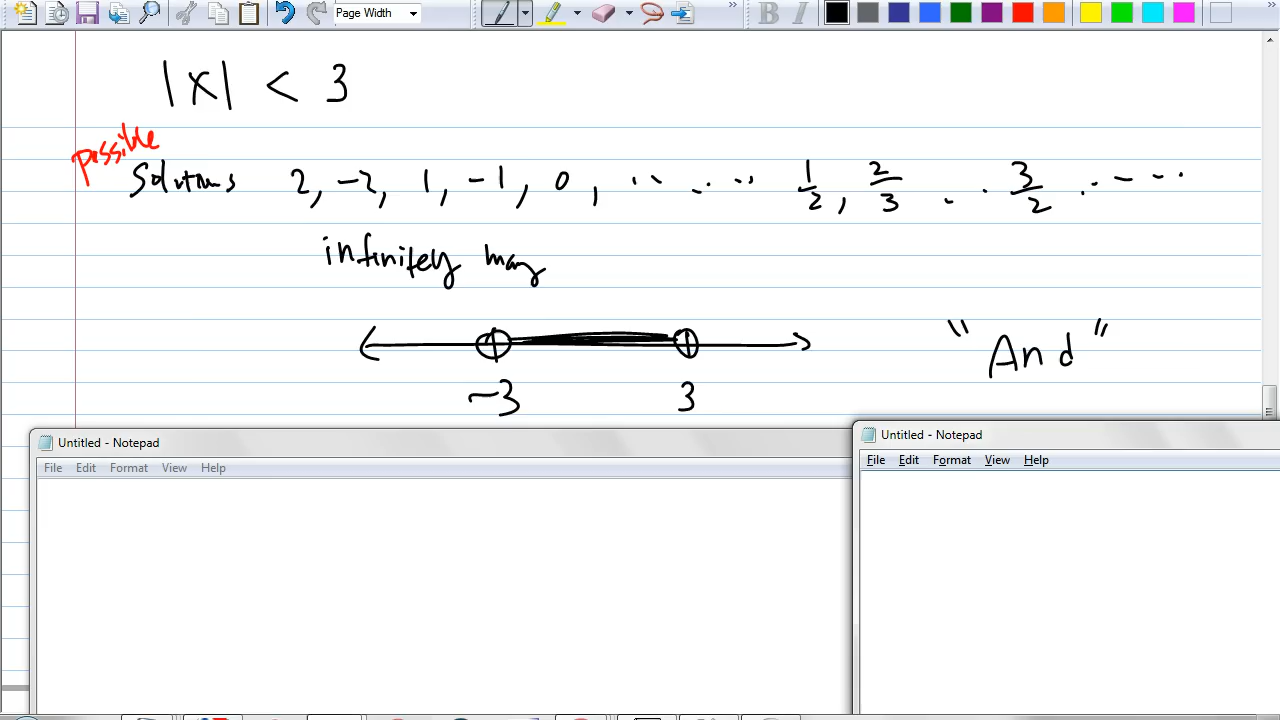 Page Width
B I
|x| < 3
possible
Solutions 2, -2, 1, -1, 0, ..... 1/2, 2/3 .. 3/2 .....
infinitely many
"And"
-3 3
Untitled - Notepad
File Edit Format View Help
Untitled - Notepad
File Edit Format View Help